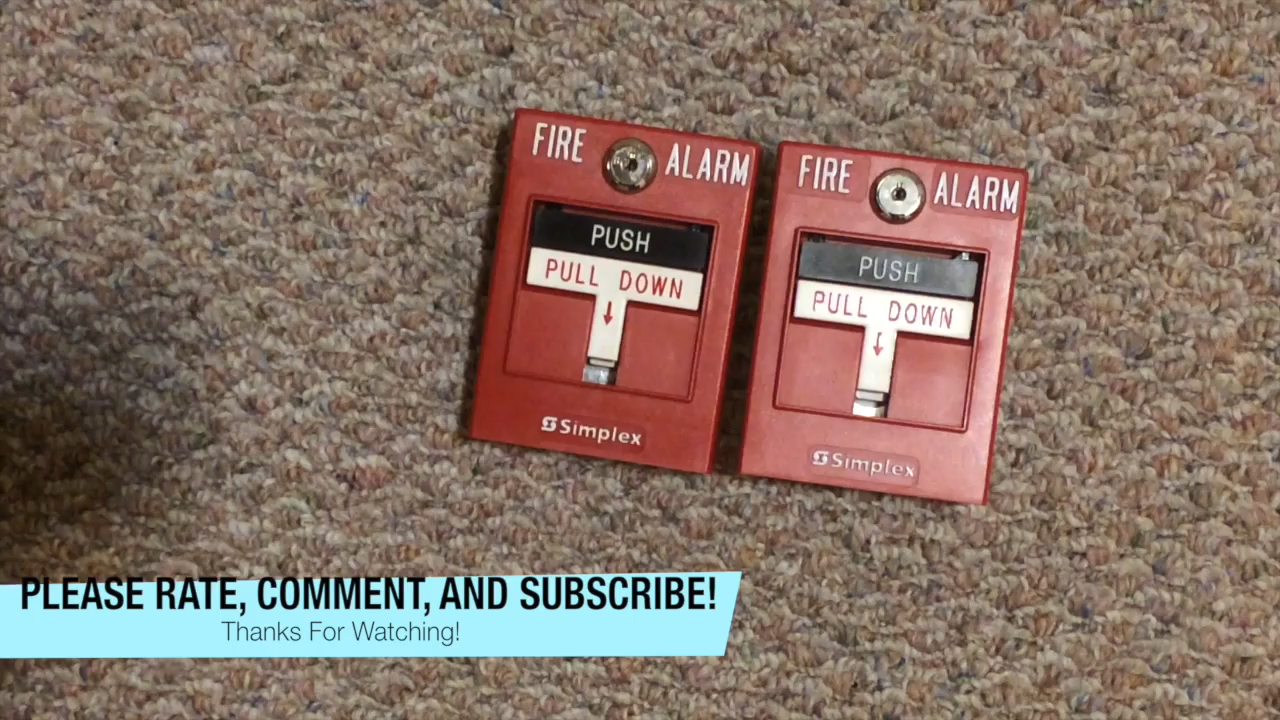 FIRE ALARM
PUSH
PULL DOWN
Simplex
FIRE ALARM
PUSH
PULL DOWN
Simplex
PLEASE RATE, COMMENT, AND SUBSCRIBE!
Thanks For Watching!